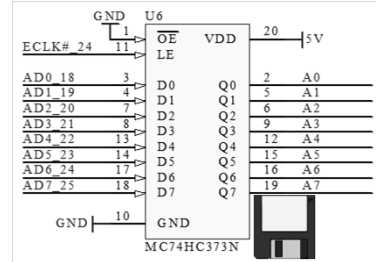 GND U6
1 OE VDD 20 5V
ECLK#_24 11 LE
AD0_18 3 D0 Q0 2 A0
AD1_19 4 D1 Q1 5 A1
AD2_20 7 D2 Q2 6 A2
AD3_21 8 D3 Q3 9 A3
AD4_22 13 D4 Q4 12 A4
AD5_23 14 D5 Q5 15 A5
AD6_24 17 D6 Q6 16 A6
AD7_25 18 D7 Q7 19 A7
GND 10 GND
MC74HC373N